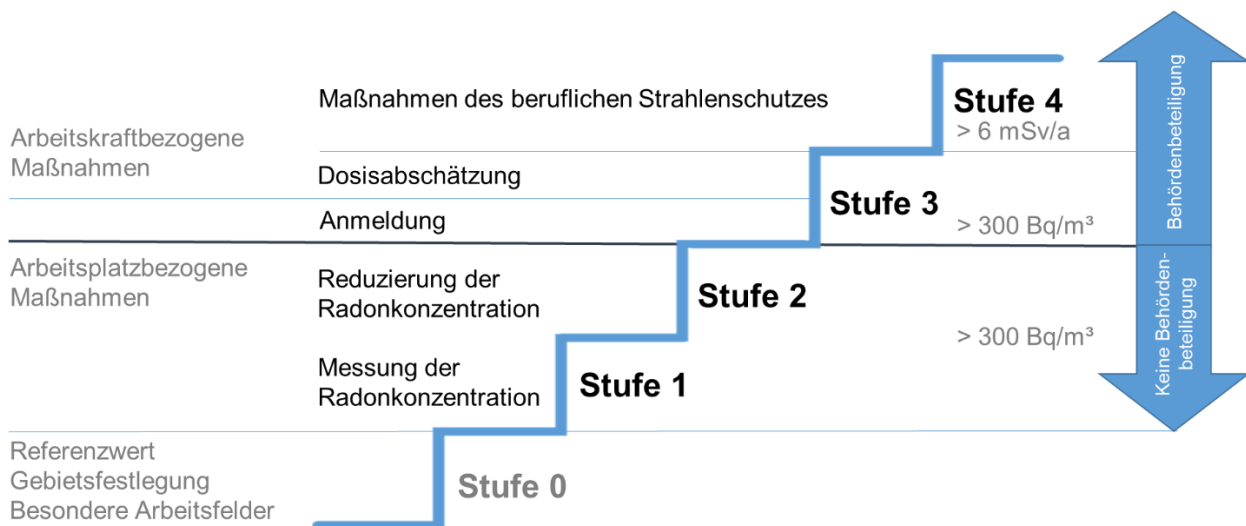 Maßnahmen des beruflichen Strahlenschutzes
Stufe 4
> 6 mSv/a
Arbeitskraftbezogene
Maßnahmen
Dosisabschätzung
Stufe 3
Anmeldung
> 300 Bq/m³
Behördenbeteiligung
Arbeitsplatzbezogene
Maßnahmen
Reduzierung der
Radonkonzentration
Stufe 2
> 300 Bq/m³
Messung der
Radonkonzentration
Stufe 1
Keine Behörden-
beteiligung
Referenzwert
Gebietsfestlegung
Besondere Arbeitsfelder
Stufe 0